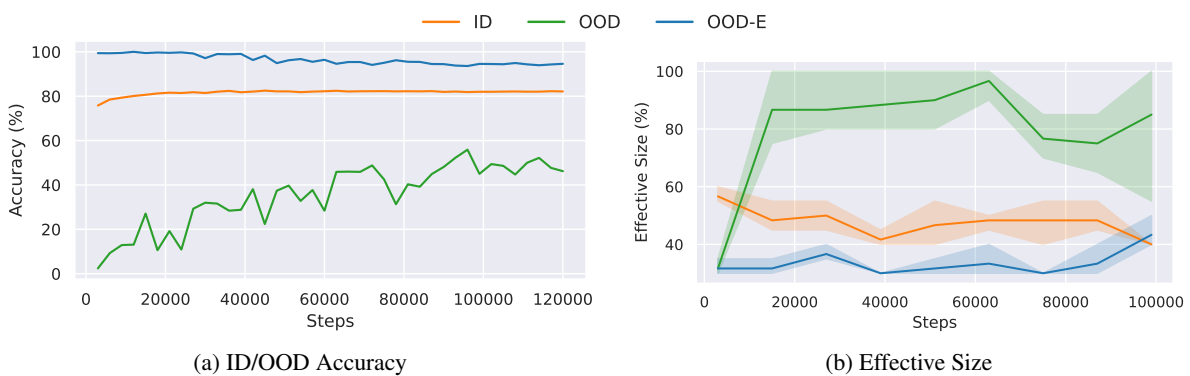 ID OOD OOD-E
Accuracy (%)
100
80
60
40
20
0
0 20000 40000 60000 80000 100000 120000
Steps
(a) ID/OOD Accuracy
Effective Size (%)
100
80
60
40
0 20000 40000 60000 80000 100000
Steps
(b) Effective Size